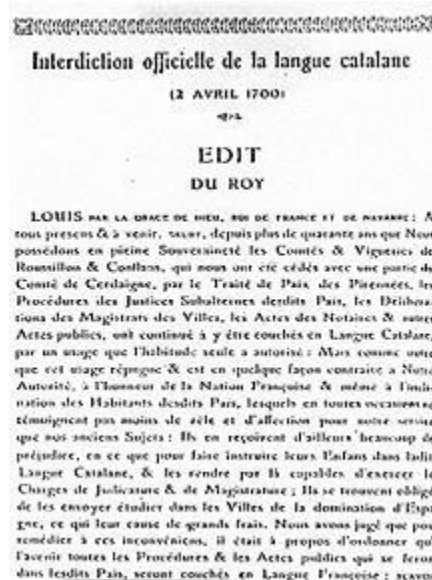 Interdiction officielle de la langue catalane
(2 AVRIL 1700)
EDIT
DU ROY
LOUIS PAR LA GRACE DE DIEU, ROI DE FRANCE ET DE NAVARRE : A
tous presens & à venir, SALUT, depuis plus de quarante ans que Nous
possédons en pleine Souveraineté les Comtés & Vigueries de
Roussillon & Conflans, qui nous ont été cédés avec une partie du
Comté de Cerdaigne, par le Traité de Paix des Pirennées, les
Procédures des Justices Subalternes desdits Pais, les Délibera-
tions des Magistrats des Villes, les Actes des Notaires & autres
Actes publics, ont continué à y être couchés en Langue Catalane,
par un usage que l'habitude seule a autorisé : Mais comme outre
que cet usage répugne & est en quelque façon contraire a Notre
Autorité, à l'honneur de la Nation Françoise & même à l'incli-
nation des Habitants desdits Pais, lesquels en toutes occasions
témoignent pas moins de zèle et d'affection pour notre service
que nos anciens Sujets : Ils en reçoivent d'ailleurs beaucoup de
préjudice, en ce que pour faire instruire leurs Enfans dans ladite
Langue Catalane, & les rendre par là capables d'exercer les
Charges de Judicature & de Magistrature ; Ils se trouvent obligés
de les envoyer étudier dans les Villes de la domination d'Espa-
gne, ce qui leur cause de grands frais. Nous avons jugé que pour
remédier à ces inconvéniens, il était à propos d'ordonner qu'à
l'avenir toutes les Procédures & les Actes publics qui se feront
dans lesdits Pais, seront couchés en Langue Françoise :